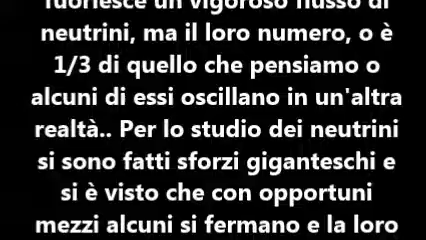 fuoriesce un vigoroso flusso di
neutrini, ma il loro numero, o è
1/3 di quello che pensiamo o
alcuni di essi oscillano in un'altra
realtà.. Per lo studio dei neutrini
si sono fatti sforzi giganteschi e
si è visto che con opportuni
mezzi alcuni si fermano e la loro